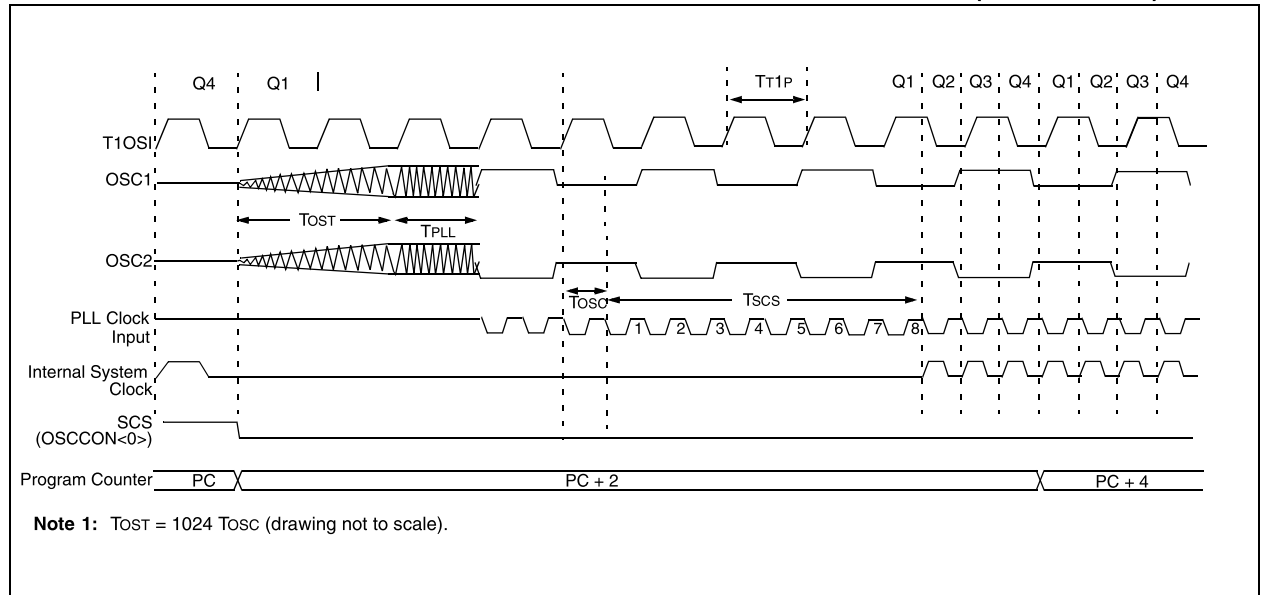 Q4 Q1 TT1P Q1 Q2 Q3 Q4 Q1 Q2 Q3 Q4
T1OSI
OSC1
TOST
TPLL
OSC2
TOSC TSCS
PLL Clock
Input
1 2 3 4 5 6 7 8
Internal System
Clock
SCS
(OSCCON<0>)
Program Counter PC PC + 2 PC + 4
Note 1: TOST = 1024 TOSC (drawing not to scale).